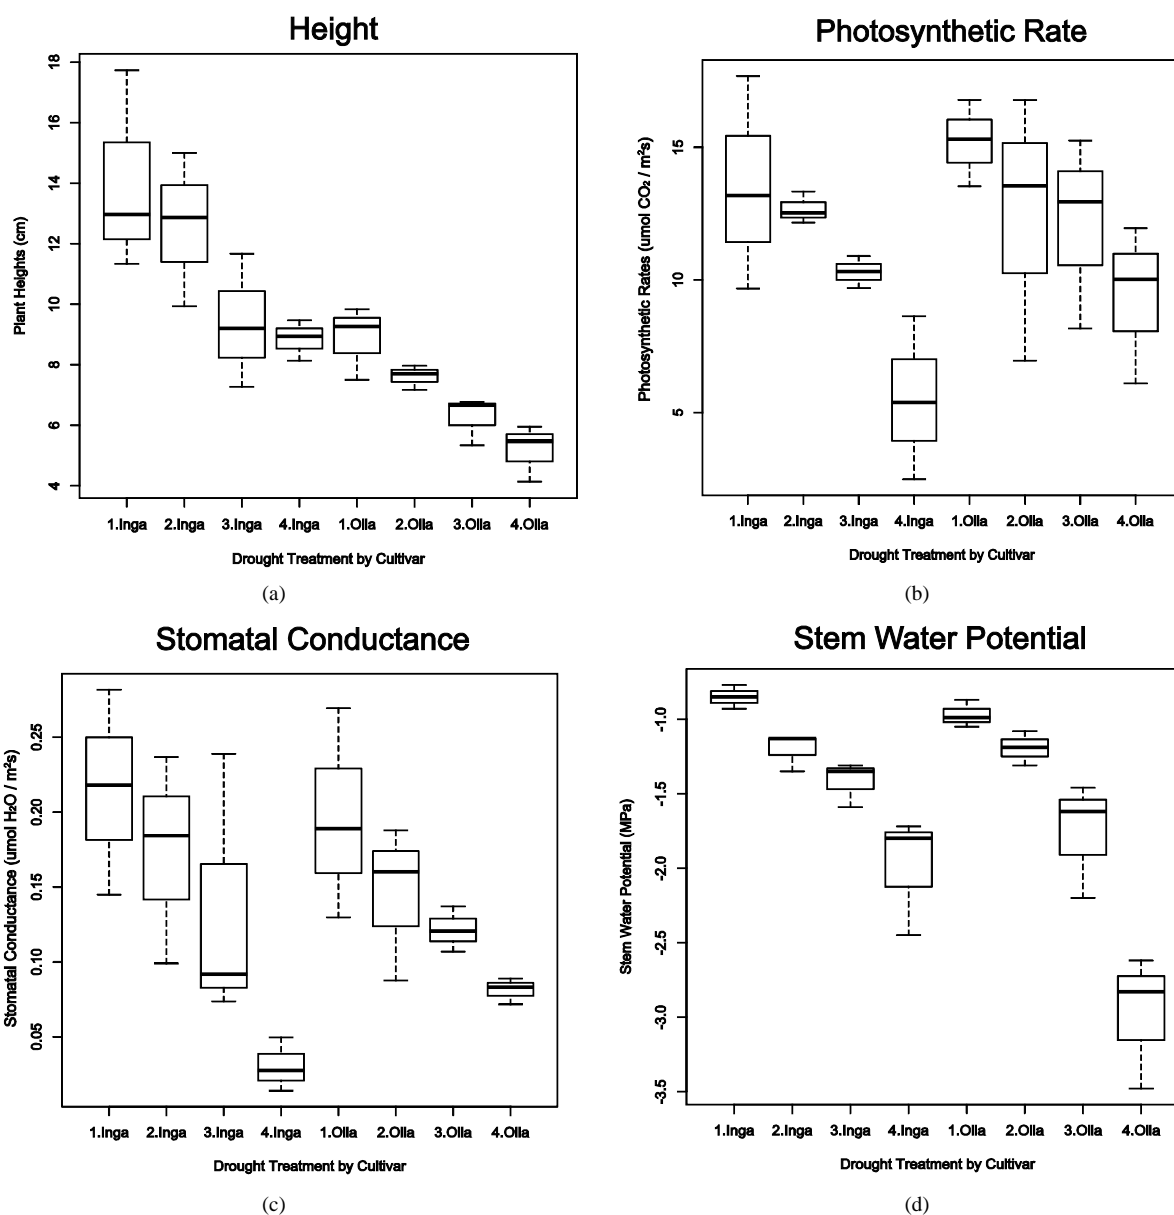 Height
Plant Heights (cm)
18
16
14
12
10
8
6
4
1.Inga 2.Inga 3.Inga 4.Inga 1.Olla 2.Olla 3.Olla 4.Olla
Drought Treatment by Cultivar
(a)
Photosynthetic Rate
Photosynthetic Rates (umol CO₂ / m²s)
15
10
5
1.Inga 2.Inga 3.Inga 4.Inga 1.Olla 2.Olla 3.Olla 4.Olla
Drought Treatment by Cultivar
(b)
Stomatal Conductance
Stomatal Conductance (umol H₂O / m²s)
0.25
0.20
0.15
0.10
0.05
1.Inga 2.Inga 3.Inga 4.Inga 1.Olla 2.Olla 3.Olla 4.Olla
Drought Treatment by Cultivar
(c)
Stem Water Potential
Stem Water Potential (MPa)
-1.0
-1.5
-2.0
-2.5
-3.0
-3.5
1.Inga 2.Inga 3.Inga 4.Inga 1.Olla 2.Olla 3.Olla 4.Olla
Drought Treatment by Cultivar
(d)